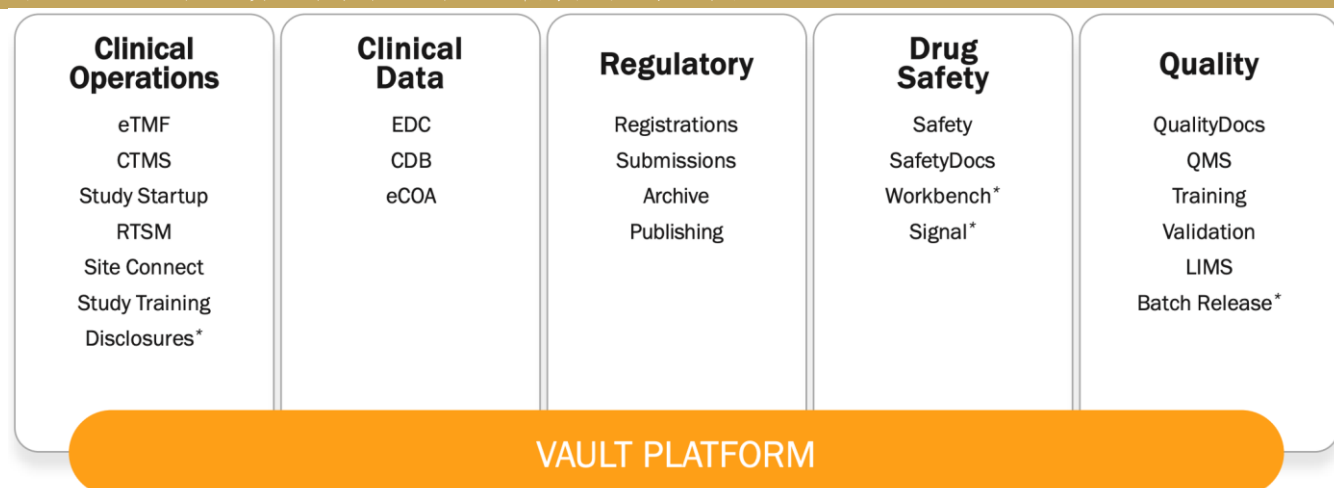 Clinical
Operations
eTMF
CTMS
Study Startup
RTSM
Site Connect
Study Training
Disclosures*
Clinical
Data
EDC
CDB
eCOA
Regulatory
Registrations
Submissions
Archive
Publishing
Drug
Safety
Safety
SafetyDocs
Workbench*
Signal*
Quality
QualityDocs
QMS
Training
Validation
LIMS
Batch Release*
VAULT PLATFORM